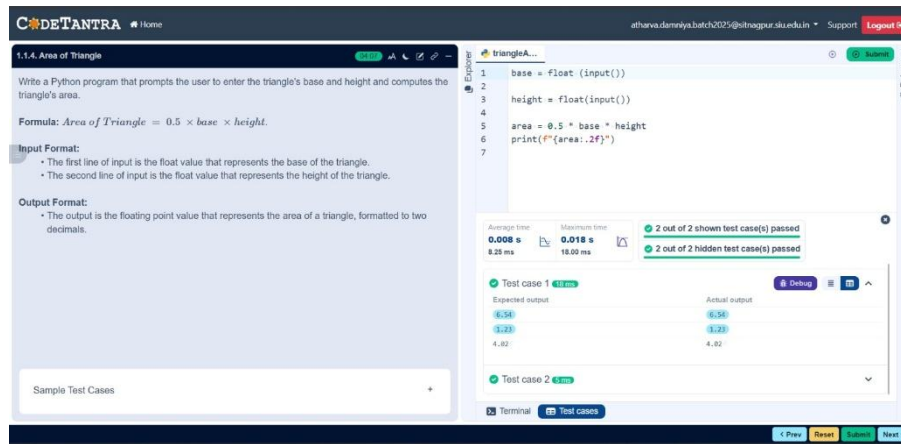 CODETANTRA Home
atharva.damniya.batch2025@sitnagpur.siu.edu.in Support Logout
1.1.4. Area of Triangle
Write a Python program that prompts the user to enter the triangle's base and height and computes the
triangle's area.
Formula: Area of Triangle = 0.5 × base × height.
Input Format:
• The first line of input is the float value that represents the base of the triangle.
• The second line of input is the float value that represents the height of the triangle.
Output Format:
• The output is the floating point value that represents the area of a triangle, formatted to two
decimals.
Sample Test Cases +
Explorer
triangleA...
Submit
1 base = float (input())
2
3 height = float(input())
4
5 area = 0.5 * base * height
6 print(f"{area:.2f}")
7
Average time
0.008 s
8.25 ms
Maximum time
0.018 s
18.00 ms
2 out of 2 shown test case(s) passed
2 out of 2 hidden test case(s) passed
Test case 1 18 ms
Debug
Expected output Actual output
6.54 6.54
1.23 1.23
4.02 4.02
Test case 2 5 ms
Terminal Test cases
< Prev Reset Submit Next